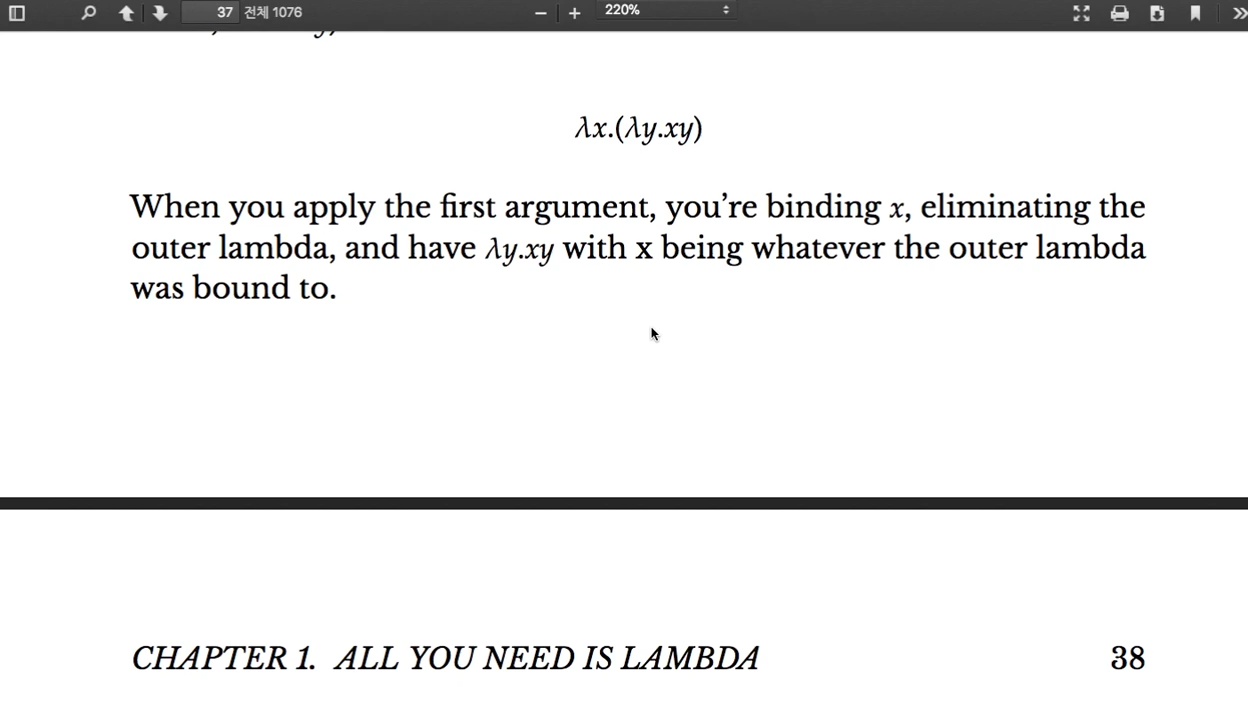 37 전체 1076
220%
λx.(λy.xy)
When you apply the first argument, you’re binding x, eliminating the
outer lambda, and have λy.xy with x being whatever the outer lambda
was bound to.
CHAPTER 1. ALL YOU NEED IS LAMBDA 38